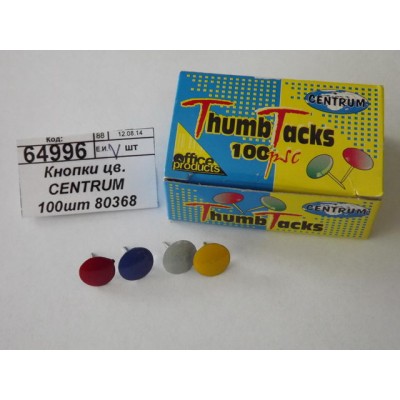 Код:
88
12.08.14
64996
шт
Кнопки цв.
CENTRUM
100шт 80368
CENTRUM
Thumb Tacks
100psc
office
products
CENTRUM
Thumb Tacks